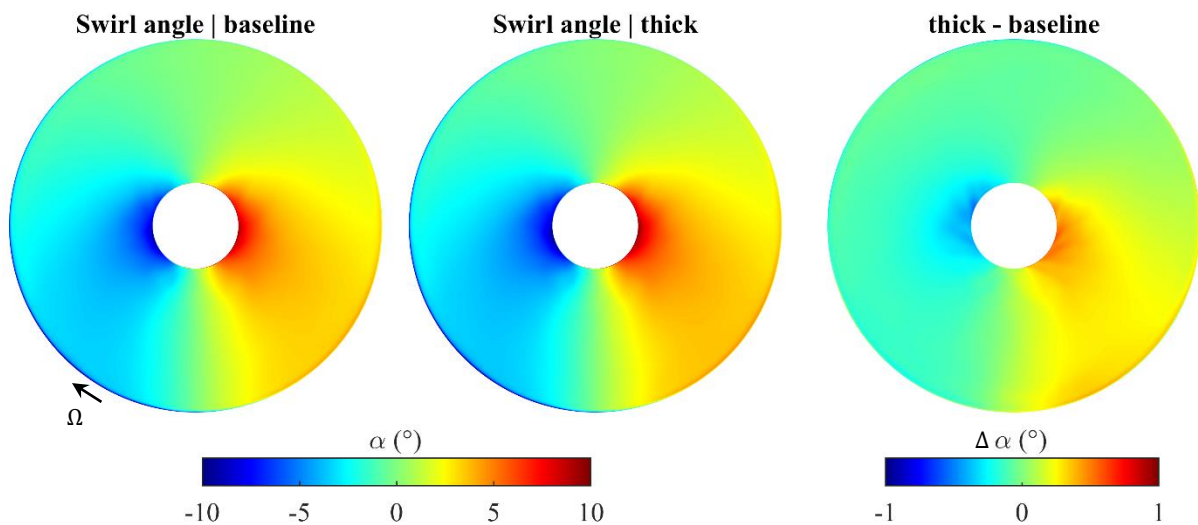 Swirl angle | baseline
Swirl angle | thick
thick - baseline
Ω
α (°)
-10 -5 0 5 10
Δ α (°)
-1 0 1